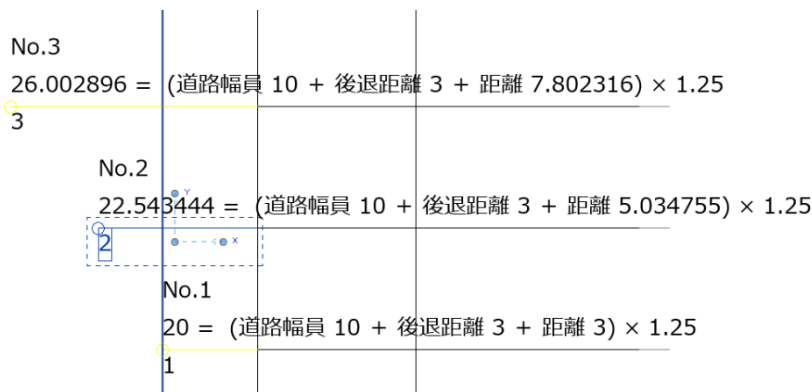 No.3
26.002896 = (道路幅員 10 + 後退距離 3 + 距離 7.802316) × 1.25
3
No.2
22.543444 = (道路幅員 10 + 後退距離 3 + 距離 5.034755) × 1.25
2
Y
X
No.1
20 = (道路幅員 10 + 後退距離 3 + 距離 3) × 1.25
1